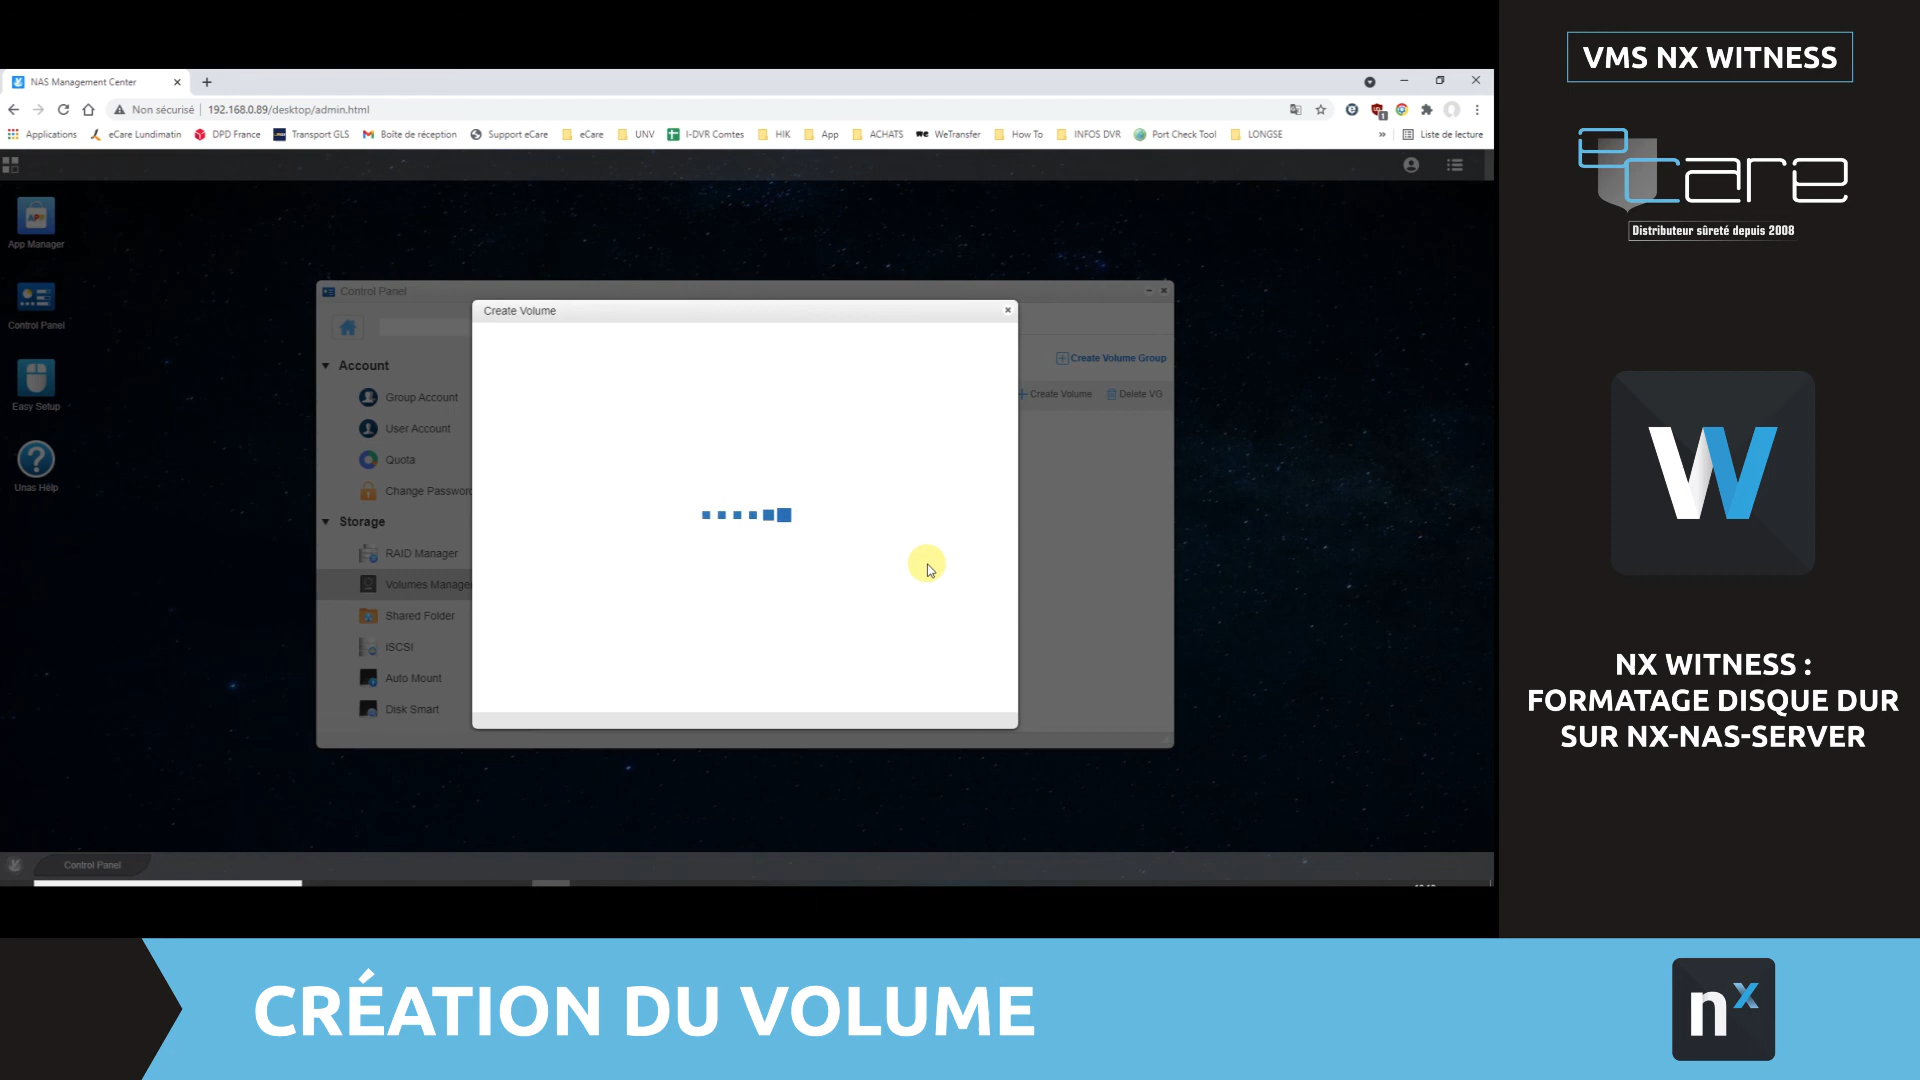 VMS NX WITNESS
NAS Management Center
Non sécurisé
192.168.0.89/desktop/admin.html
Applications
eCare Lundimatin
DPD France
Transport GLS
Boîte de réception
Support eCare
eCare
UNV
I-DVR Comtes
HIK
App
ACHATS
WeTransfer
How To
INFOS DVR
Port Check Tool
LONGSE
»
Liste de lecture
ecare
Distributeur sûreté depuis 2008
APP
App Manager
Control Panel
Easy Setup
Unas Help
Control Panel
Create Volume
Create Volume Group
Create Volume
Delete VG
Account
Group Account
User Account
Quota
Change Password
Storage
RAID Manager
Volumes Manage
Shared Folder
ISCSI
Auto Mount
Disk Smart
Control Panel
NX WITNESS :
FORMATAGE DISQUE DUR
SUR NX-NAS-SERVER
CRÉATION DU VOLUME
nx